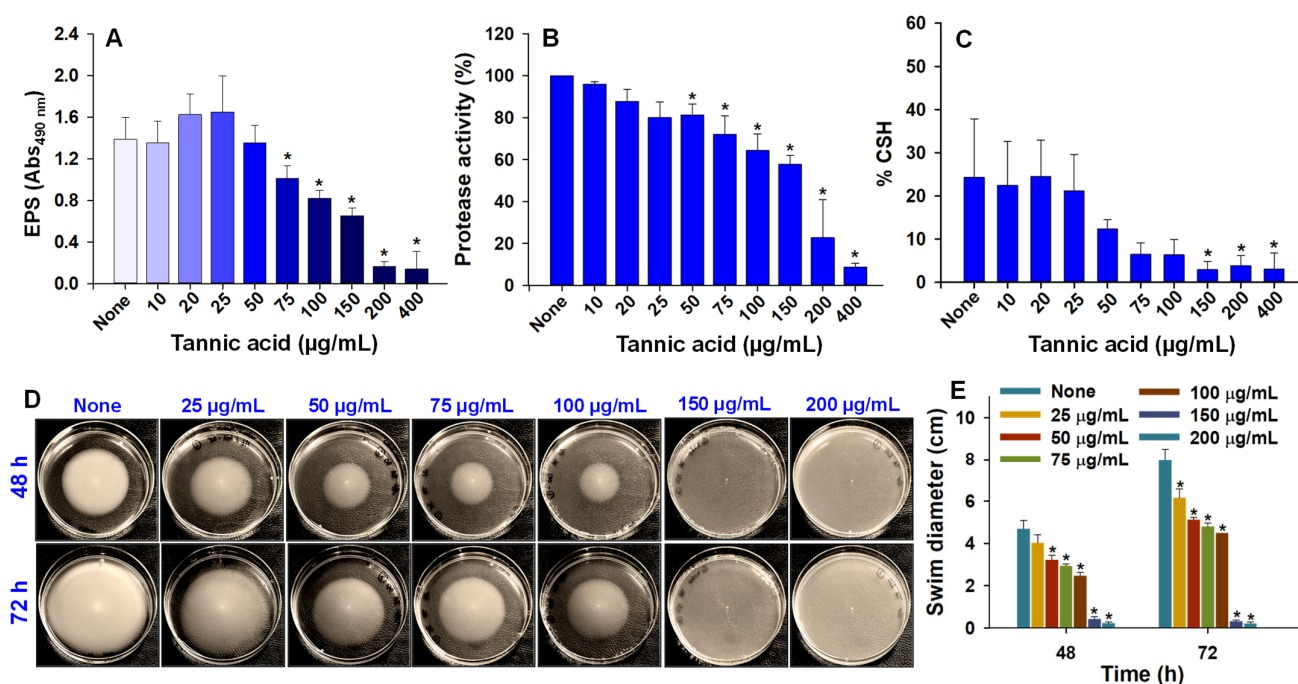 A
EPS (Abs490 nm)
2.4
2.0
1.6
1.2
0.8
0.4
0.0
* * * * *
None 10 20 25 50 75 100 150 200 400
Tannic acid (µg/mL)
B
Protease activity (%)
120
100
80
60
40
20
0
* * * * * *
None 10 20 25 50 75 100 150 200 400
Tannic acid (µg/mL)
C
% CSH
60
50
40
30
20
10
0
* * *
None 10 20 25 50 75 100 150 200 400
Tannic acid (µg/mL)
D
None 25 µg/mL 50 µg/mL 75 µg/mL 100 µg/mL 150 µg/mL 200 µg/mL
48 h
72 h
E
None
25 µg/mL
50 µg/mL
75 µg/mL
100 µg/mL
150 µg/mL
200 µg/mL
Swim diameter (cm)
10
8
6
4
2
0
* * * * *
* * * * * *
48 72
Time (h)